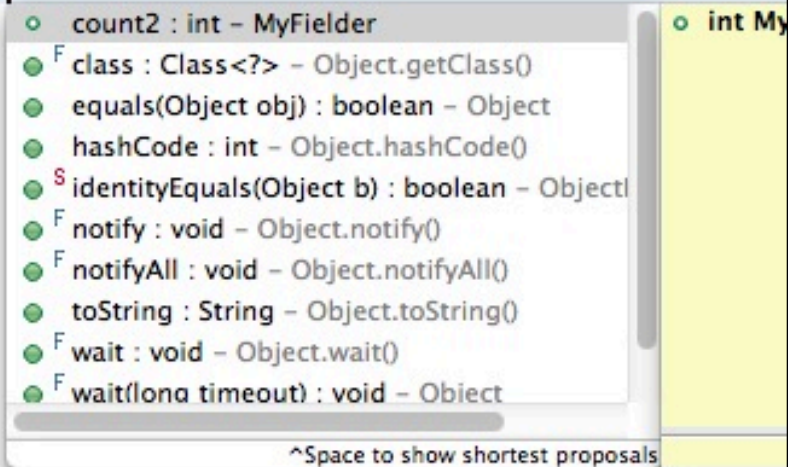 count2 : int – MyFielder
int My
F class : Class<?> – Object.getClass()
equals(Object obj) : boolean – Object
hashCode : int – Object.hashCode()
S identityEquals(Object b) : boolean – Object
F notify : void – Object.notify()
F notifyAll : void – Object.notifyAll()
toString : String – Object.toString()
F wait : void – Object.wait()
F wait(long timeout) : void – Object
^Space to show shortest proposals